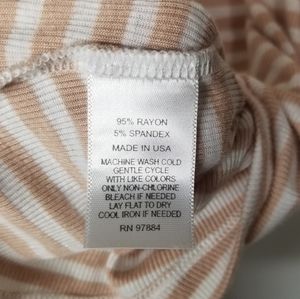 95% RAYON
5% SPANDEX
MADE IN USA
MACHINE WASH COLD
GENTLE CYCLE
WITH LIKE COLORS
ONLY NON-CHLORINE
BLEACH IF NEEDED
LAY FLAT TO DRY
COOL IRON IF NEEDED
RN 97884